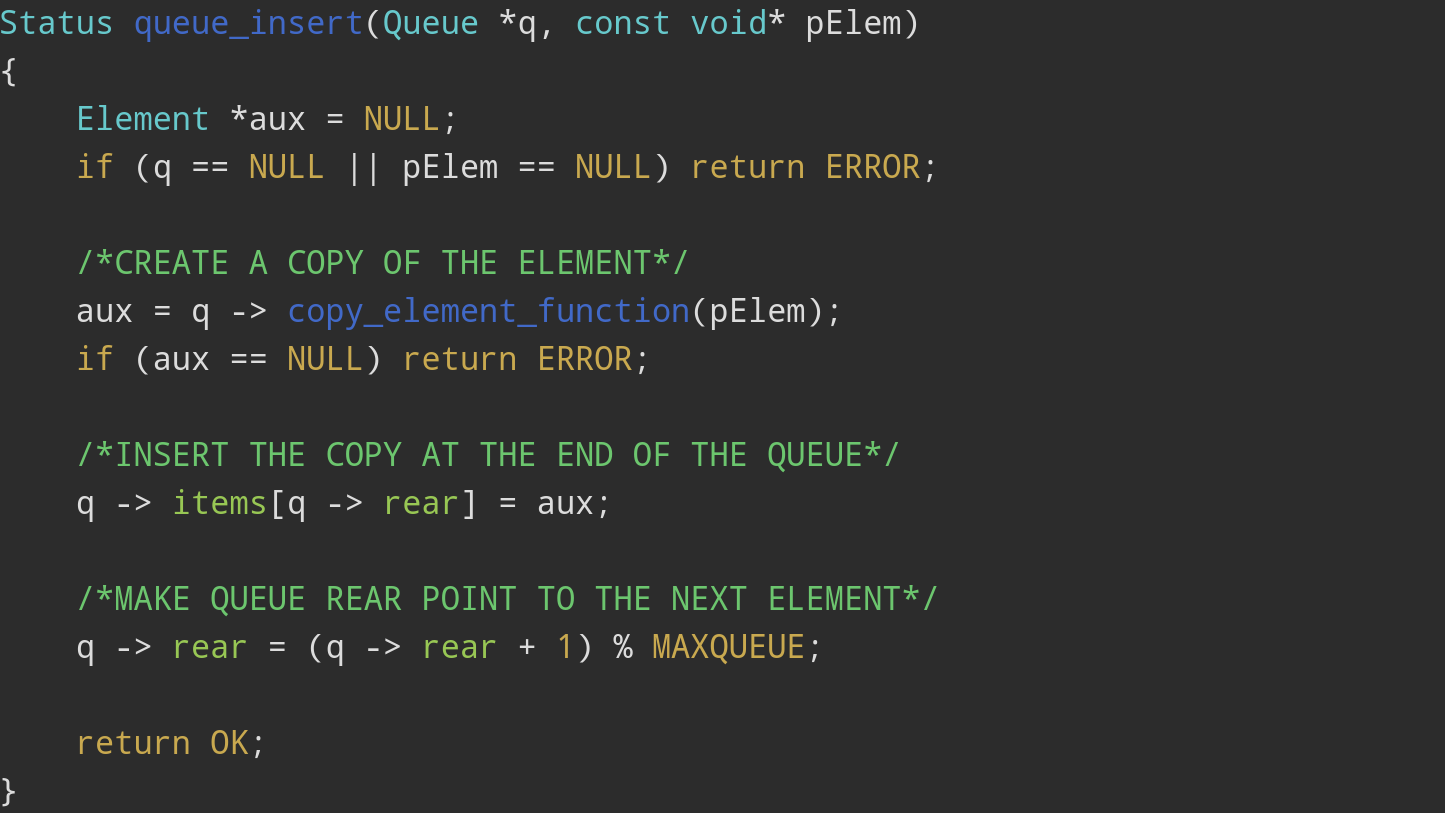 Status queue_insert(Queue *q, const void* pElem)
{
    Element *aux = NULL;
    if (q == NULL || pElem == NULL) return ERROR;
    /*CREATE A COPY OF THE ELEMENT*/
    aux = q -> copy_element_function(pElem);
    if (aux == NULL) return ERROR;
    /*INSERT THE COPY AT THE END OF THE QUEUE*/
    q -> items[q -> rear] = aux;
    /*MAKE QUEUE REAR POINT TO THE NEXT ELEMENT*/
    q -> rear = (q -> rear + 1) % MAXQUEUE;
    return OK;
}